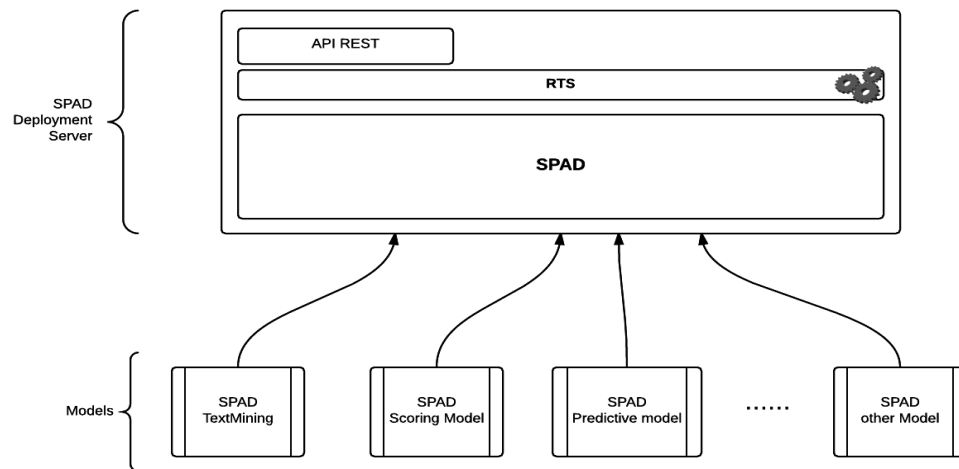 API REST
RTS
SPAD
Deployment
Server
SPAD
Models
SPAD
TextMining
SPAD
Scoring Model
SPAD
Predictive model
......
SPAD
other Model